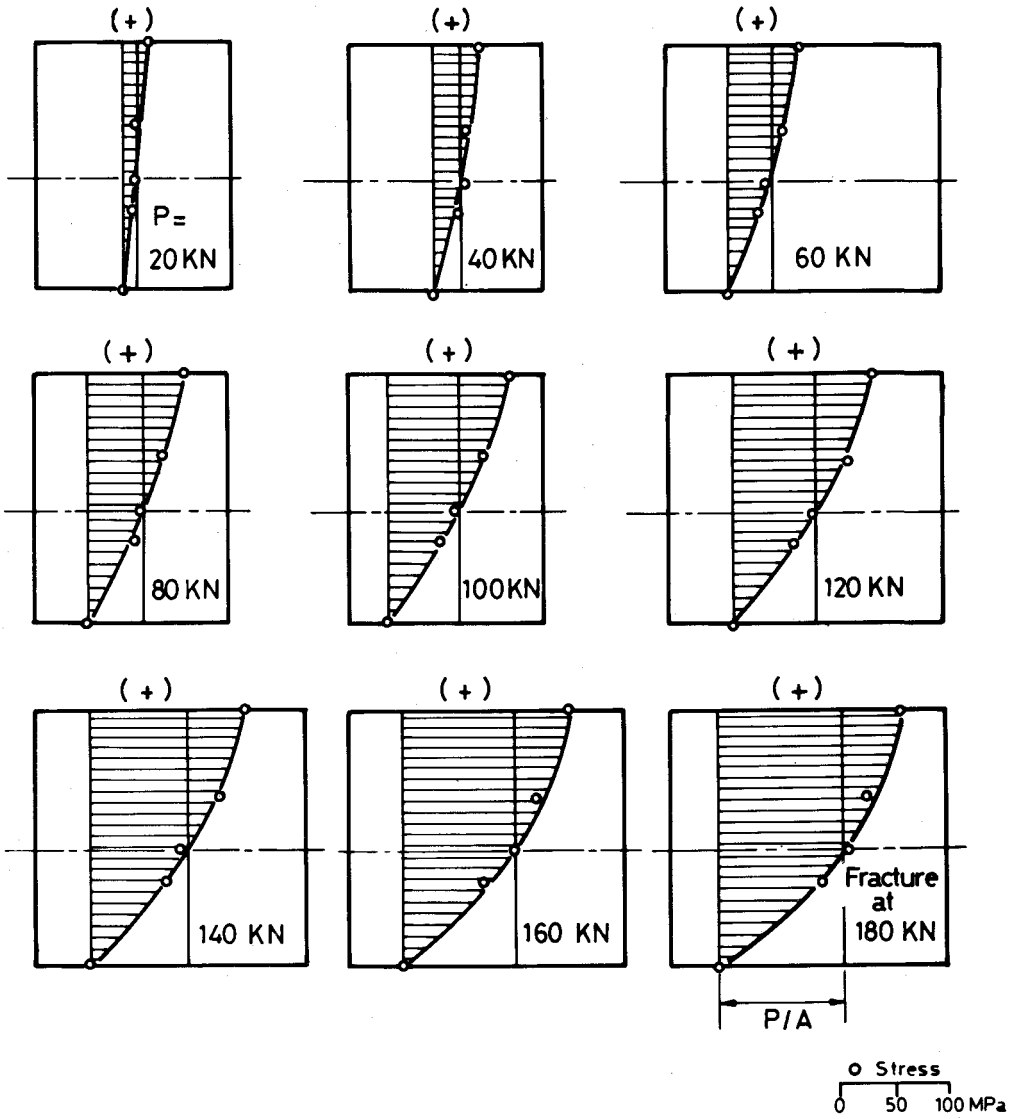 (+)
(+)
(+)
P=
20 KN
40 KN
60 KN
(+)
(+)
(+)
80 KN
100KN
120 KN
(+)
(+)
(+)
140 KN
160 KN
Fracture
at
180 KN
P/A
Stress
0 50 100 MPa